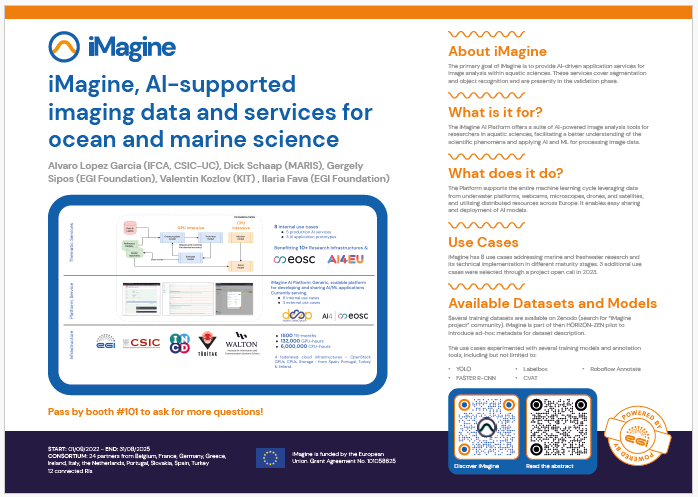 iMagine
iMagine, AI-supported
imaging data and services for
ocean and marine science
Alvaro Lopez Garcia (IFCA, CSIC-UC), Dick Schaap (MARIS), Gergely
Sipos (EGI Foundation), Valentin Kozlov (KIT) , Ilaria Fava (EGI Foundation)
Thematic Services
GPU Intensive
CPU Intensive
8 internal use cases
5 production AI services
3 AI application prototypes
Benefitting 10+ Research Infrastructures &
eosc
AI4EU
Platform Service
iMagine AI Platform: Generic, scalable platform
for developing and sharing AI/ML applications
Currently serving
8 internal use cases
3 external use cases
AI4
eosc
Infrastructure
EGI
CSIC
INCD
TÜBİTAK
WALTON
1500 TB-months
132,000 GPU-hours
6,000,000 CPU-hours
A federated cloud infrastructures - OpenStack
GPUs, CPUs, Storage - from Spain, Portugal, Turkey
& Ireland.
Pass by booth #101 to ask for more questions!
START: 01/09/2022 - END: 31/08/2025
CONSORTIUM: 24 partners from Belgium, France, Germany, Greece,
Ireland, Italy, the Netherlands, Portugal, Slovakia, Spain, Turkey
12 connected RIs
iMagine is funded by the European
Union: Grant Agreement No. 101058625
About iMagine
The primary goal of iMagine is to provide AI-driven application services for
image analysis within aquatic sciences. These services cover segmentation
and object recognition and are presently in the validation phase.
What is it for?
The iMagine AI Platform offers a suite of AI-powered image analysis tools for
researchers in aquatic sciences, facilitating a better understanding of the
scientific phenomena and applying AI and ML for processing image data.
What does it do?
The Platform supports the entire machine learning cycle leveraging data
from underwater platforms, webcams, microscopes, drones, and satellites,
and utilising distributed resources across Europe. It enables easy sharing
and deployment of AI models.
Use Cases
iMagine has 8 use cases addressing marine and freshwater research and
its technical implementation in different maturity stages. 3 additional use
cases were selected through a project open call in 2023.
Available Datasets and Models
Several training datasets are available on Zenodo (search for "iMagine
project" community). iMagine is part of then HORIZON-ZEN pilot to
introduce ad-hoc metadata for dataset description.
The use cases experimented with several training models and annotation
tools, including but not limited to:
• YOLO • Labelbox • Roboflow Annotate
• FASTER R-CNN • CVAT
Discover iMagine
Read the abstract
POWERED BY
EGI
POWERED BY